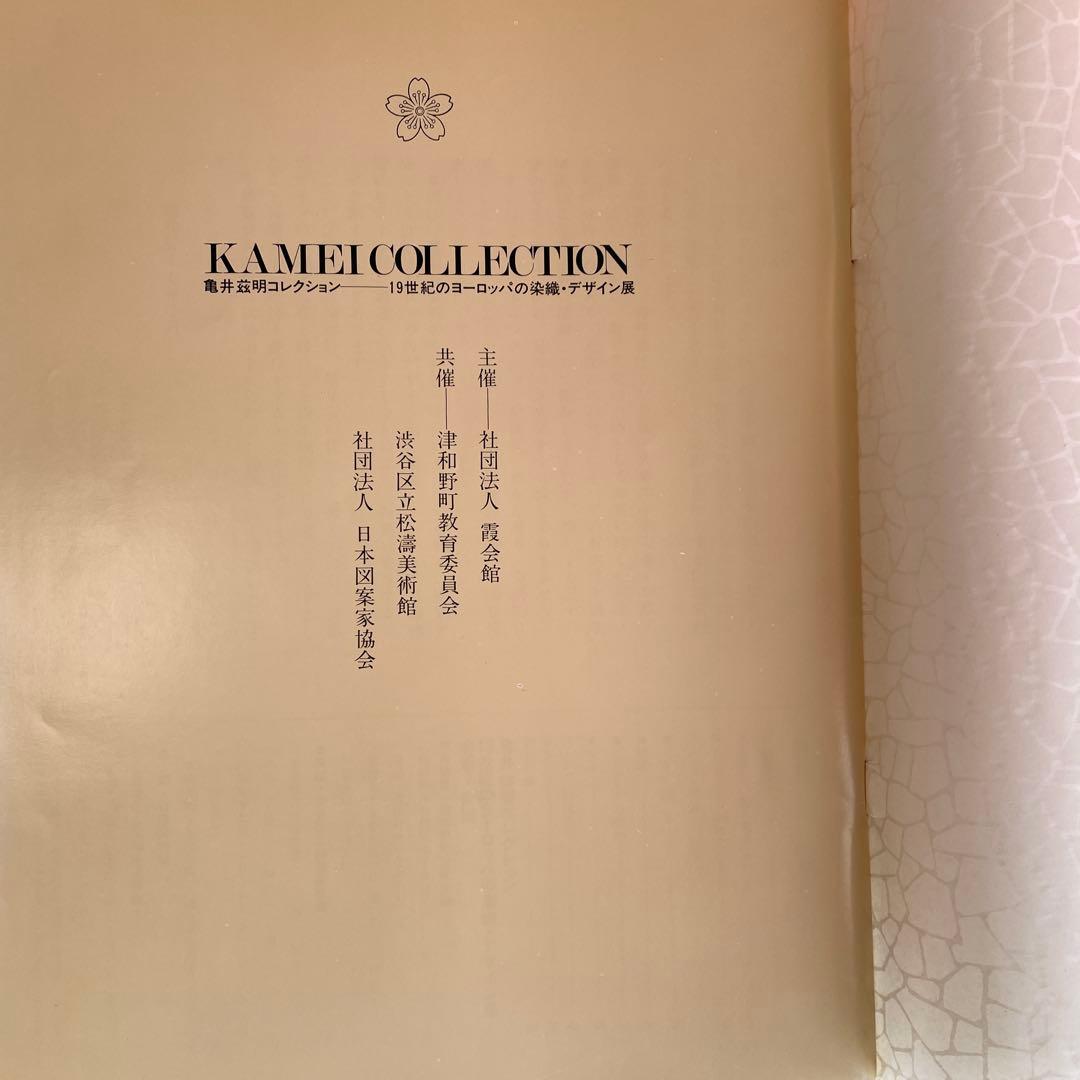 KAMEI COLLECTION
亀井茲明コレクション――19世紀のヨーロッパの染織・デザイン展
主催――社団法人 霞会館
共催――津和野町教育委員会
渋谷区立松濤美術館
社団法人 日本図案家協会